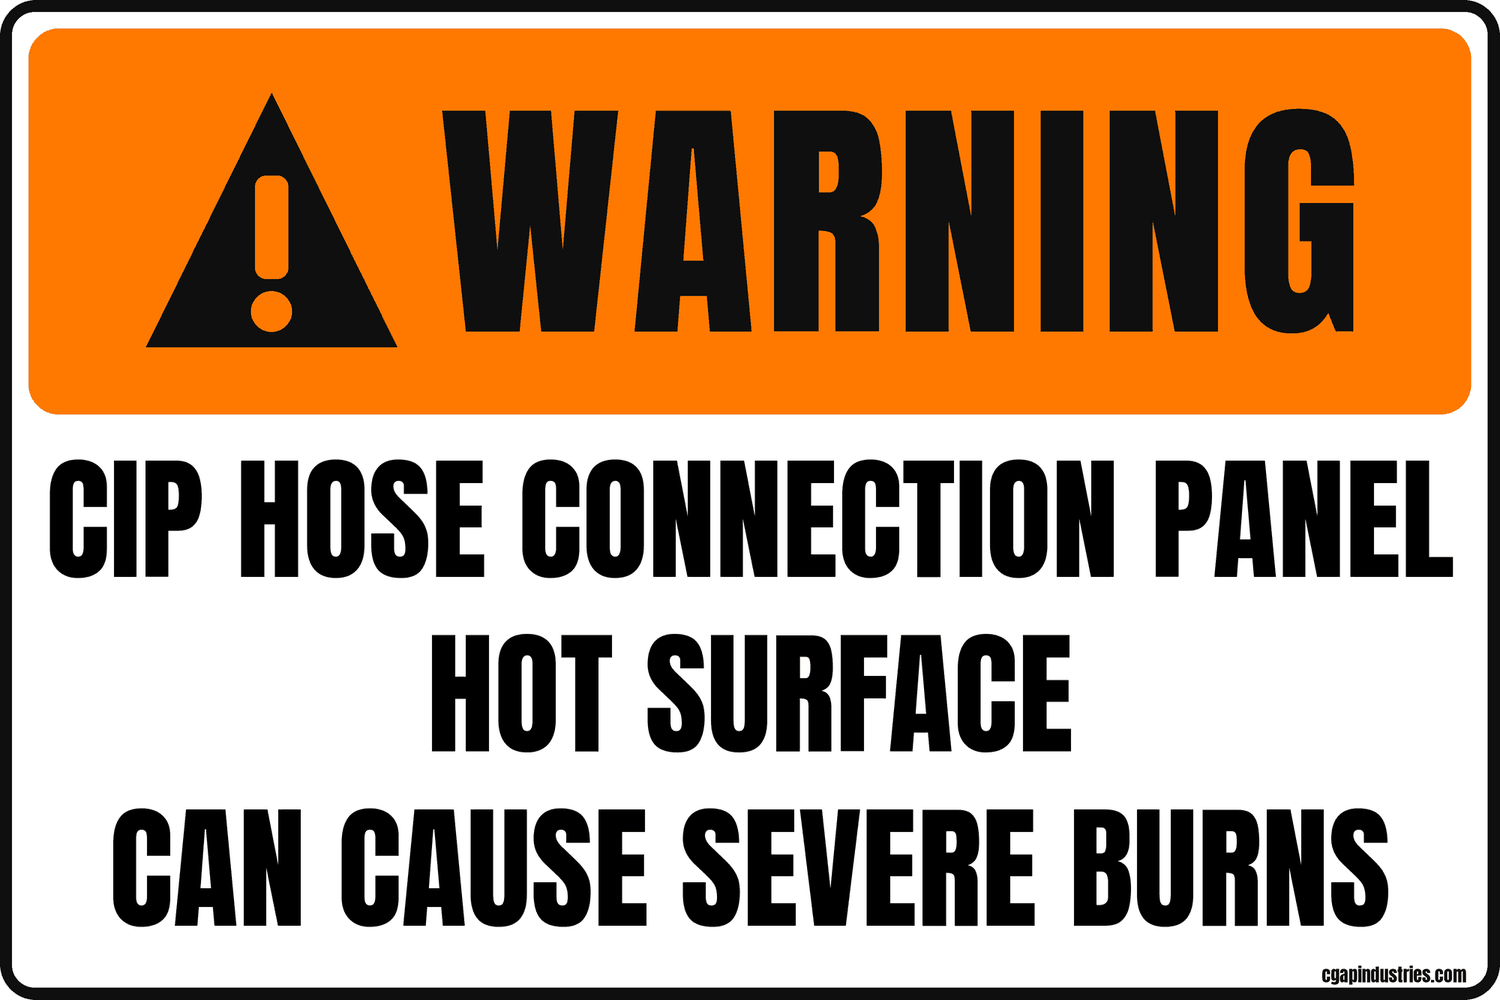 WARNING
CIP HOSE CONNECTION PANEL
HOT SURFACE
CAN CAUSE SEVERE BURNS
cgapindustries.com